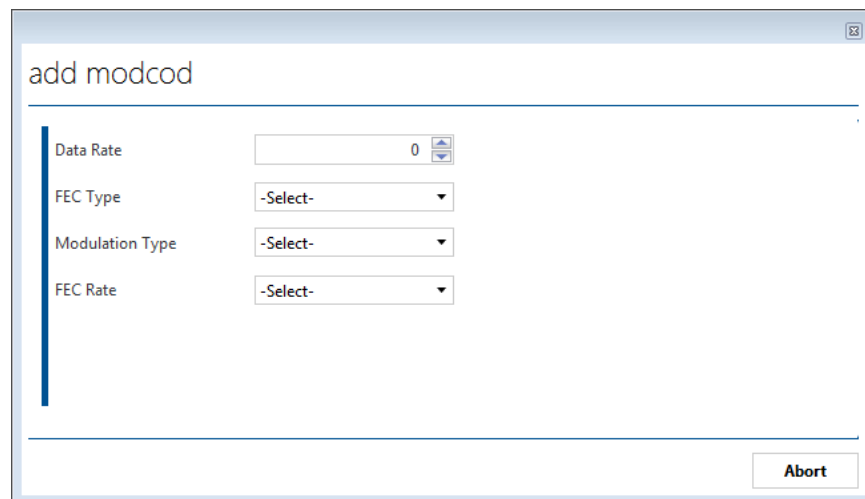 add modcod
Data Rate 0
FEC Type -Select-
Modulation Type -Select-
FEC Rate -Select-
Abort